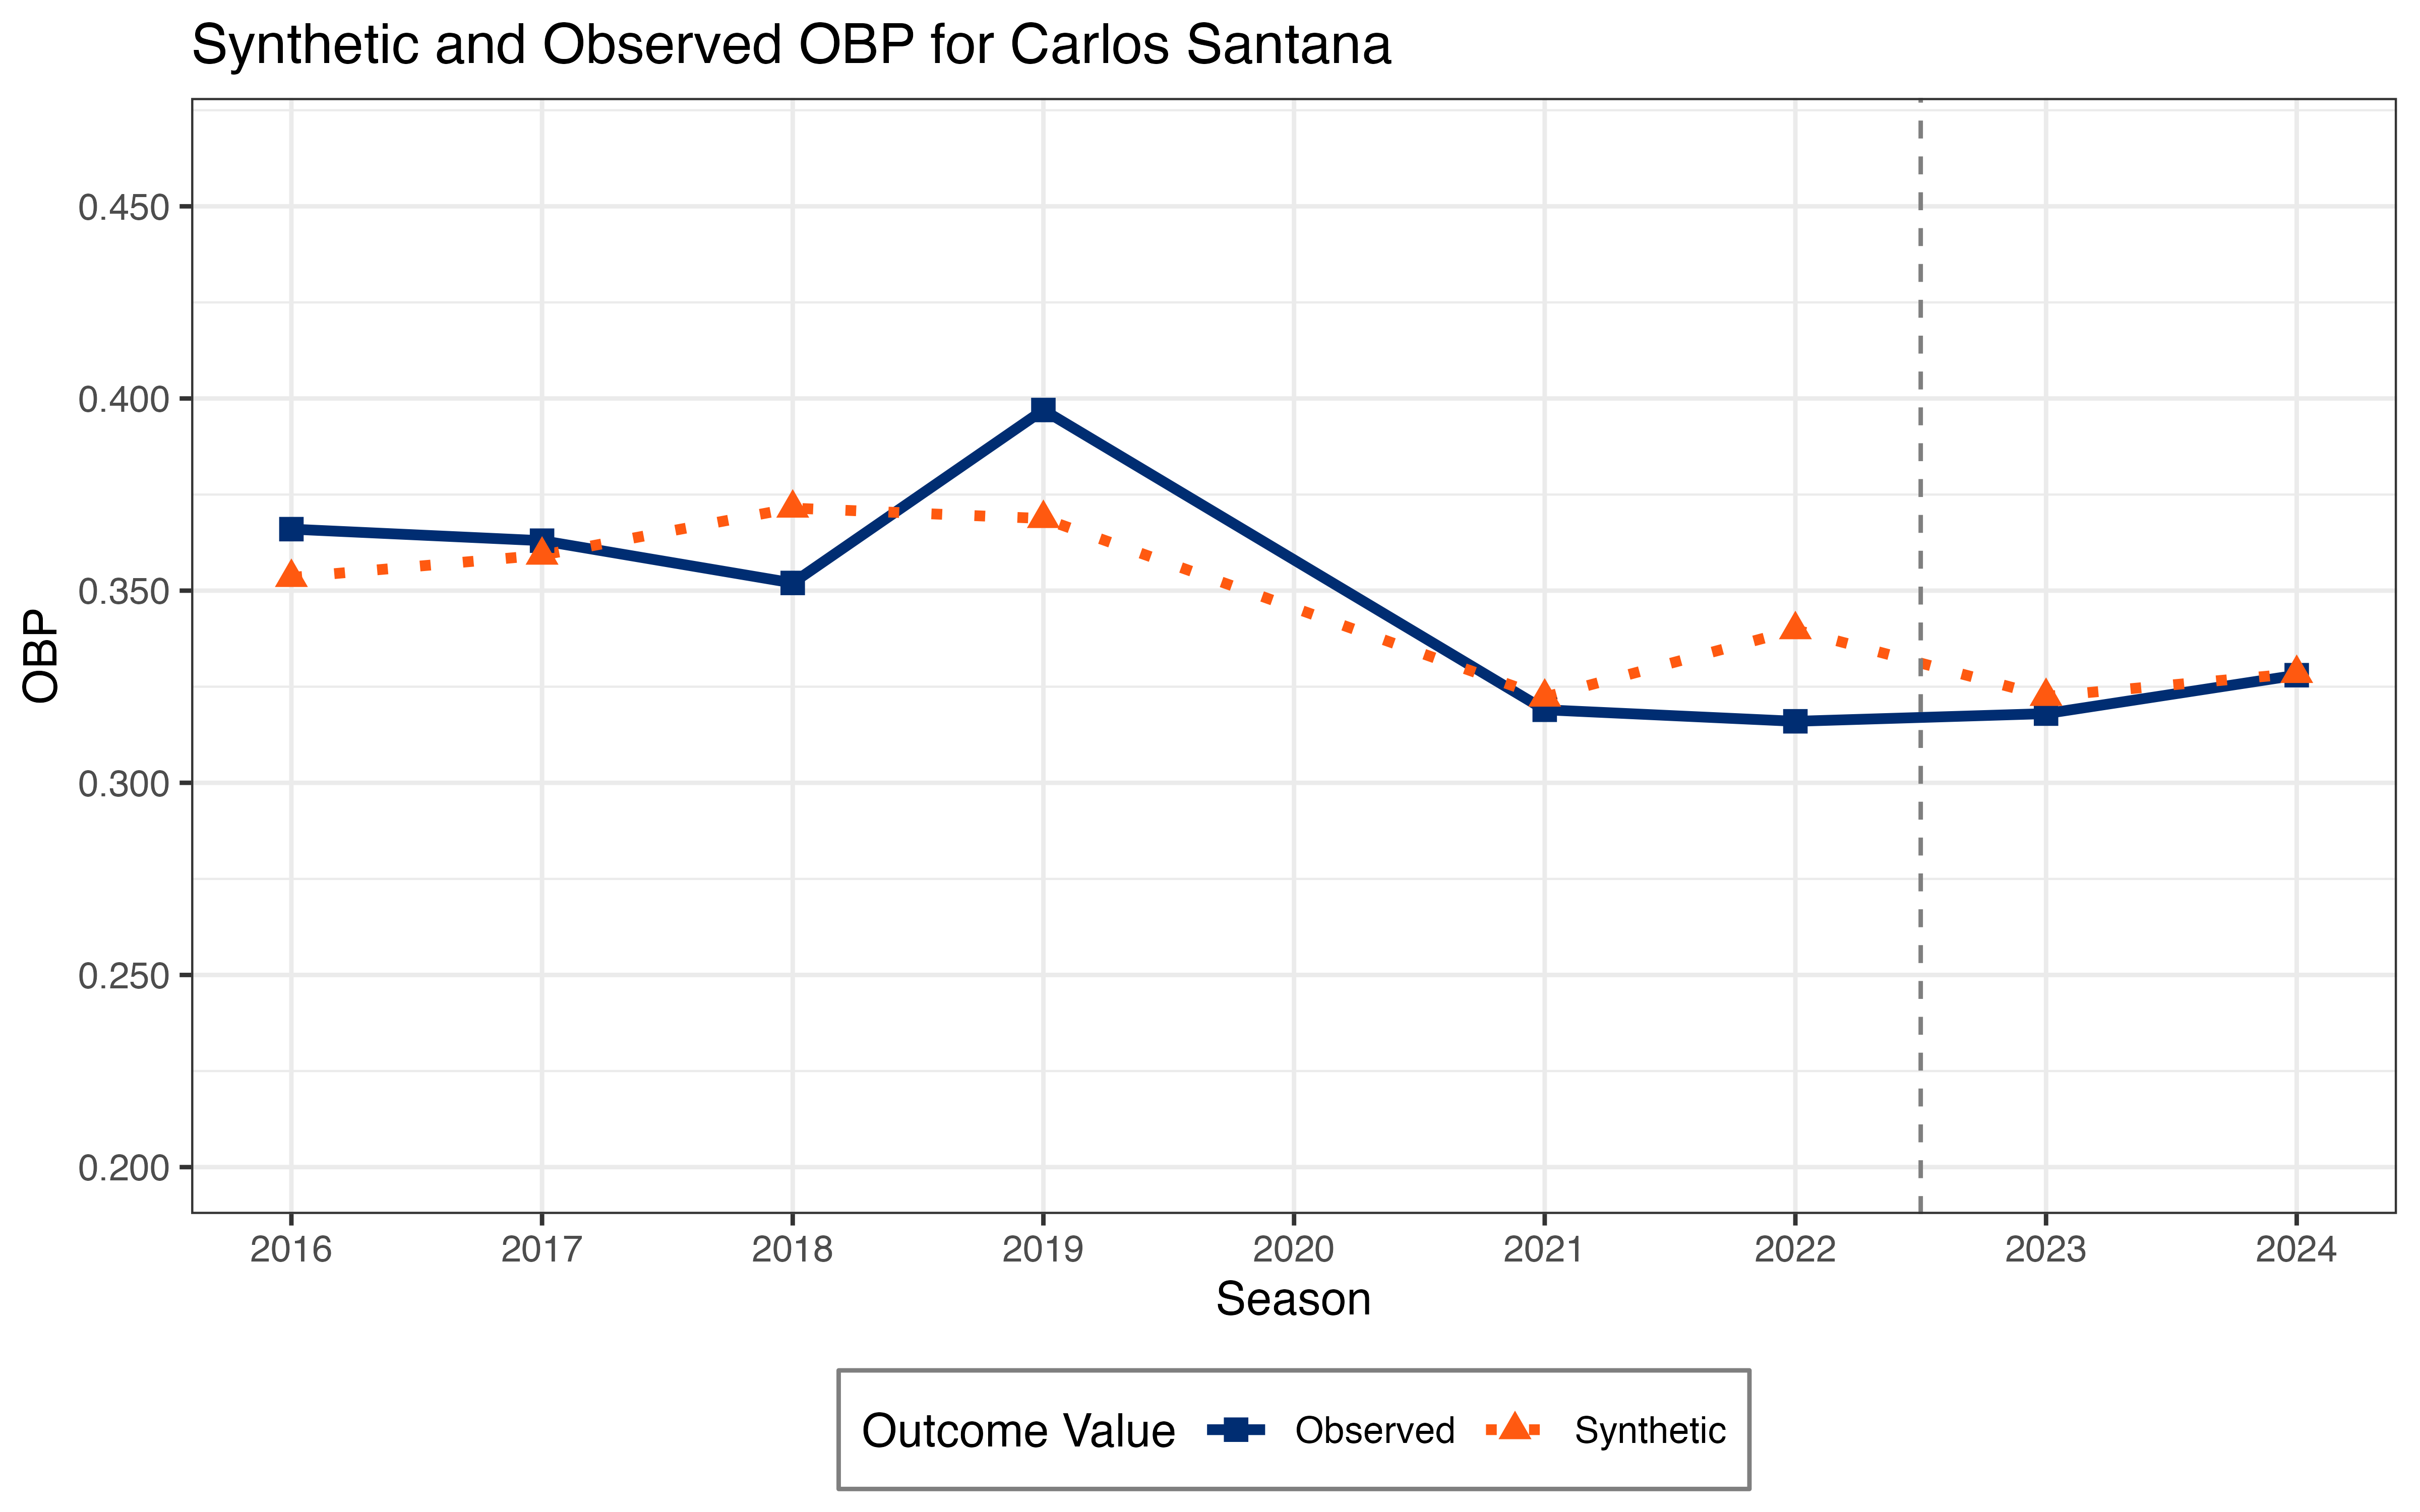 Synthetic and Observed OBP for Carlos Santana
OBP
0.450
0.400
0.350
0.300
0.250
0.200
2016 2017 2018 2019 2020 2021 2022 2023 2024
Season
Outcome Value Observed Synthetic